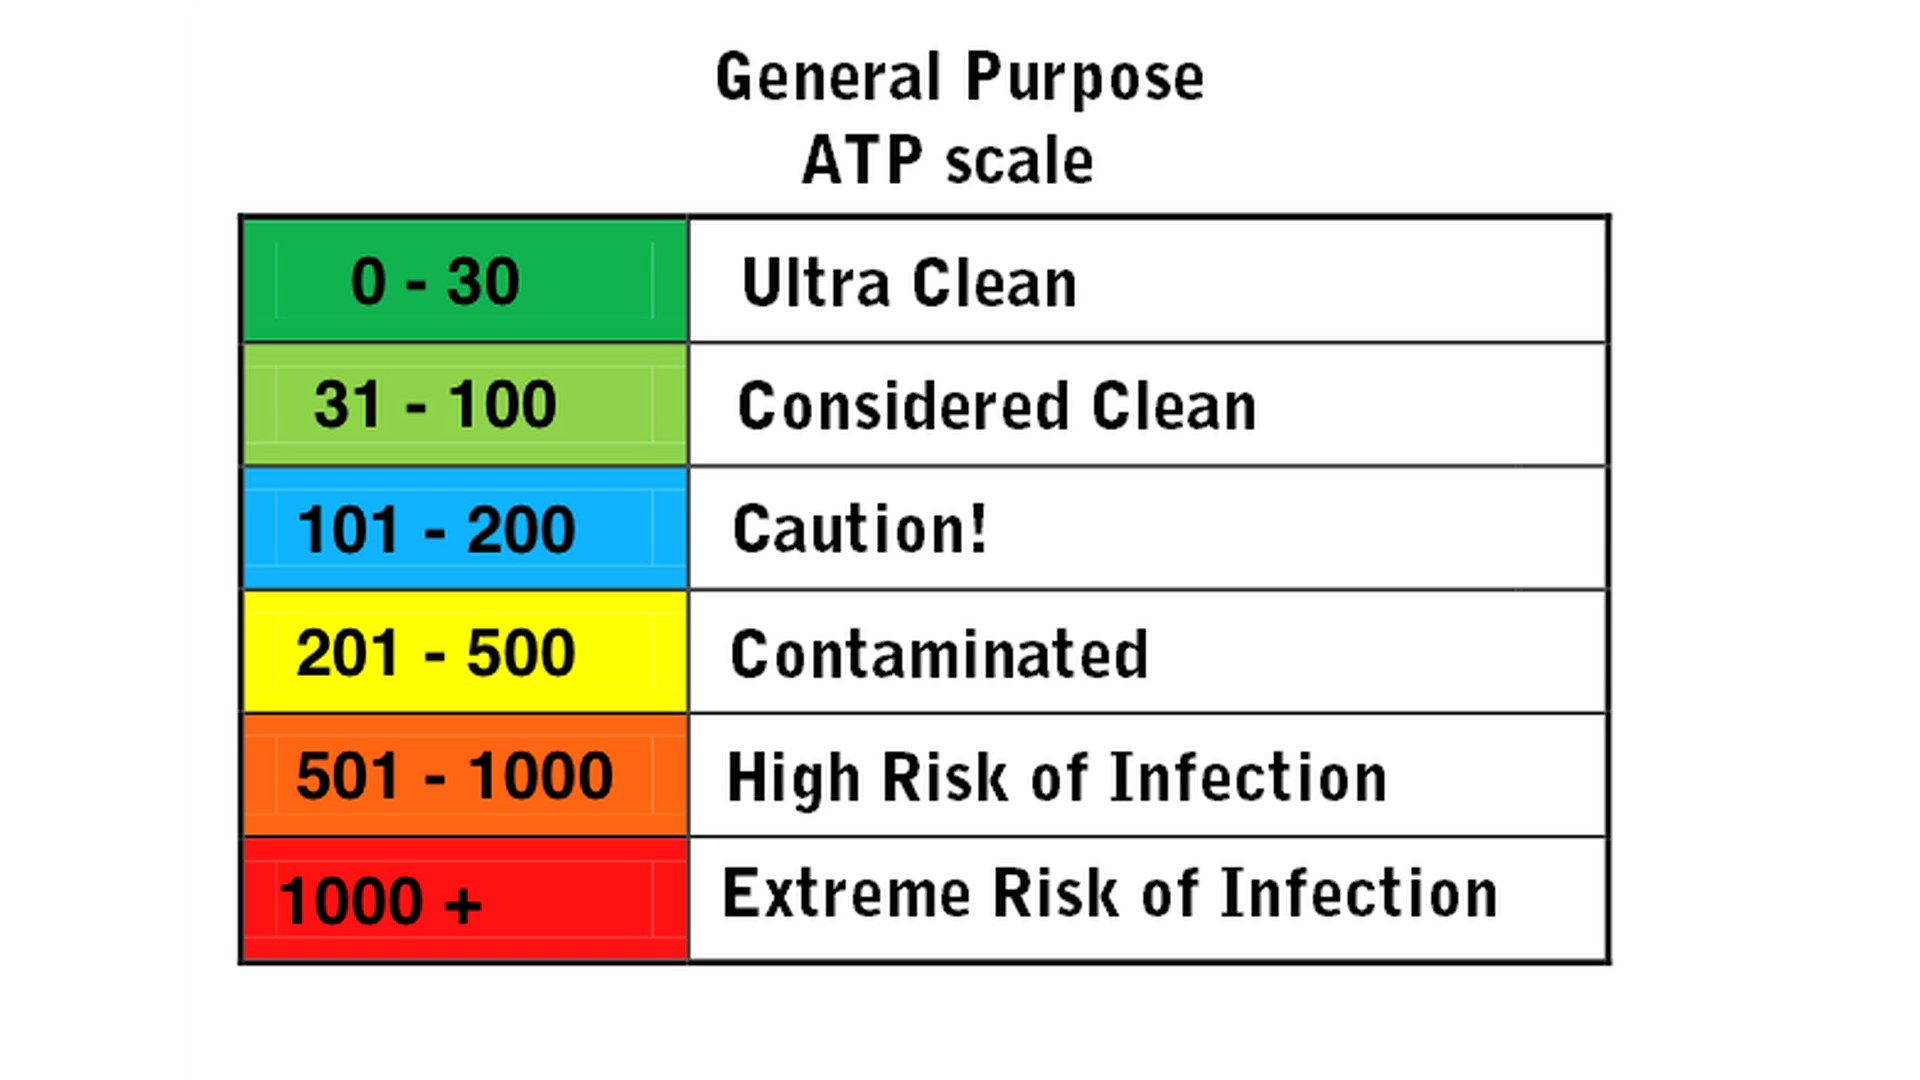 General Purpose
ATP scale
0 - 30 Ultra Clean
31 - 100 Considered Clean
101 - 200 Caution!
201 - 500 Contaminated
501 - 1000 High Risk of Infection
1000 + Extreme Risk of Infection